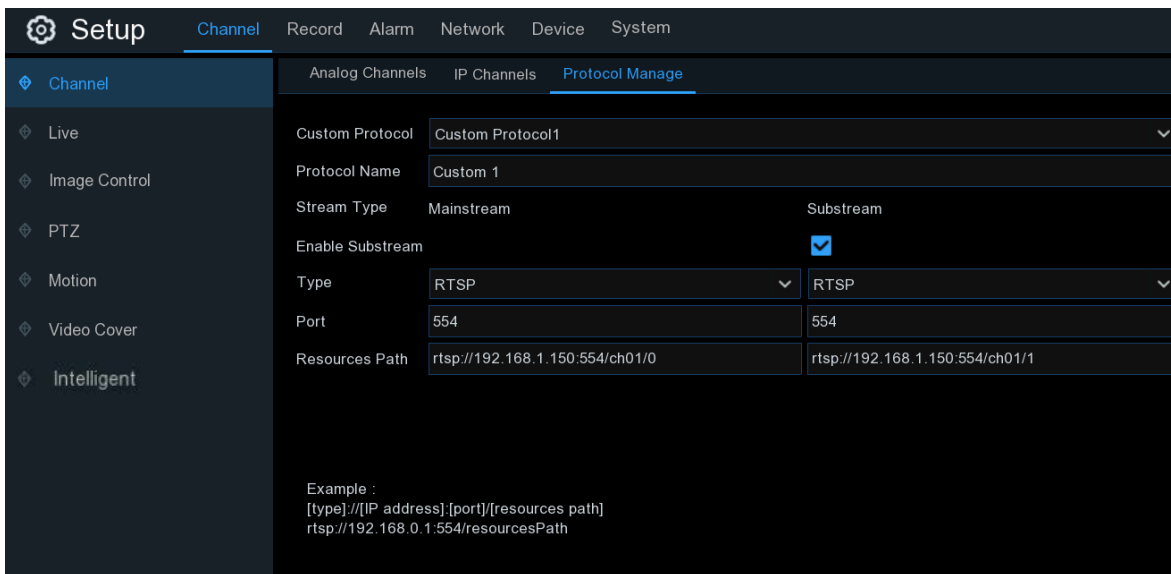 Setup Channel Record Alarm Network Device System
Channel
Live
Image Control
PTZ
Motion
Video Cover
Intelligent
Analog Channels IP Channels Protocol Manage
Custom Protocol Custom Protocol1
Protocol Name Custom 1
Stream Type Mainstream Substream
Enable Substream
Type RTSP RTSP
Port 554 554
Resources Path rtsp://192.168.1.150:554/ch01/0 rtsp://192.168.1.150:554/ch01/1
Example :
[type]://[IP address]:[port]/[resources path]
rtsp://192.168.0.1:554/resourcesPath